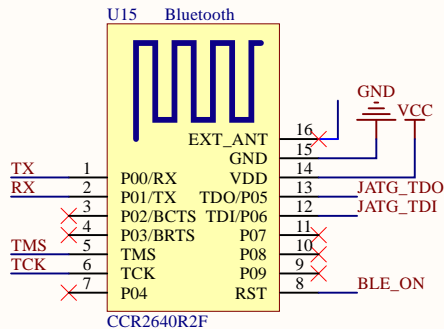 U15 Bluetooth
GND
VCC
EXT_ANT 16
GND 15
TX 1 P00/RX VDD 14
RX 2 P01/TX TDO/P05 13 JATG_TDO
3 P02/BCTS TDI/P06 12 JATG_TDI
4 P03/BRTS P07 11
TMS 5 TMS P08 10
TCK 6 TCK P09 9
7 P04 RST 8 BLE_ON
CCR2640R2F